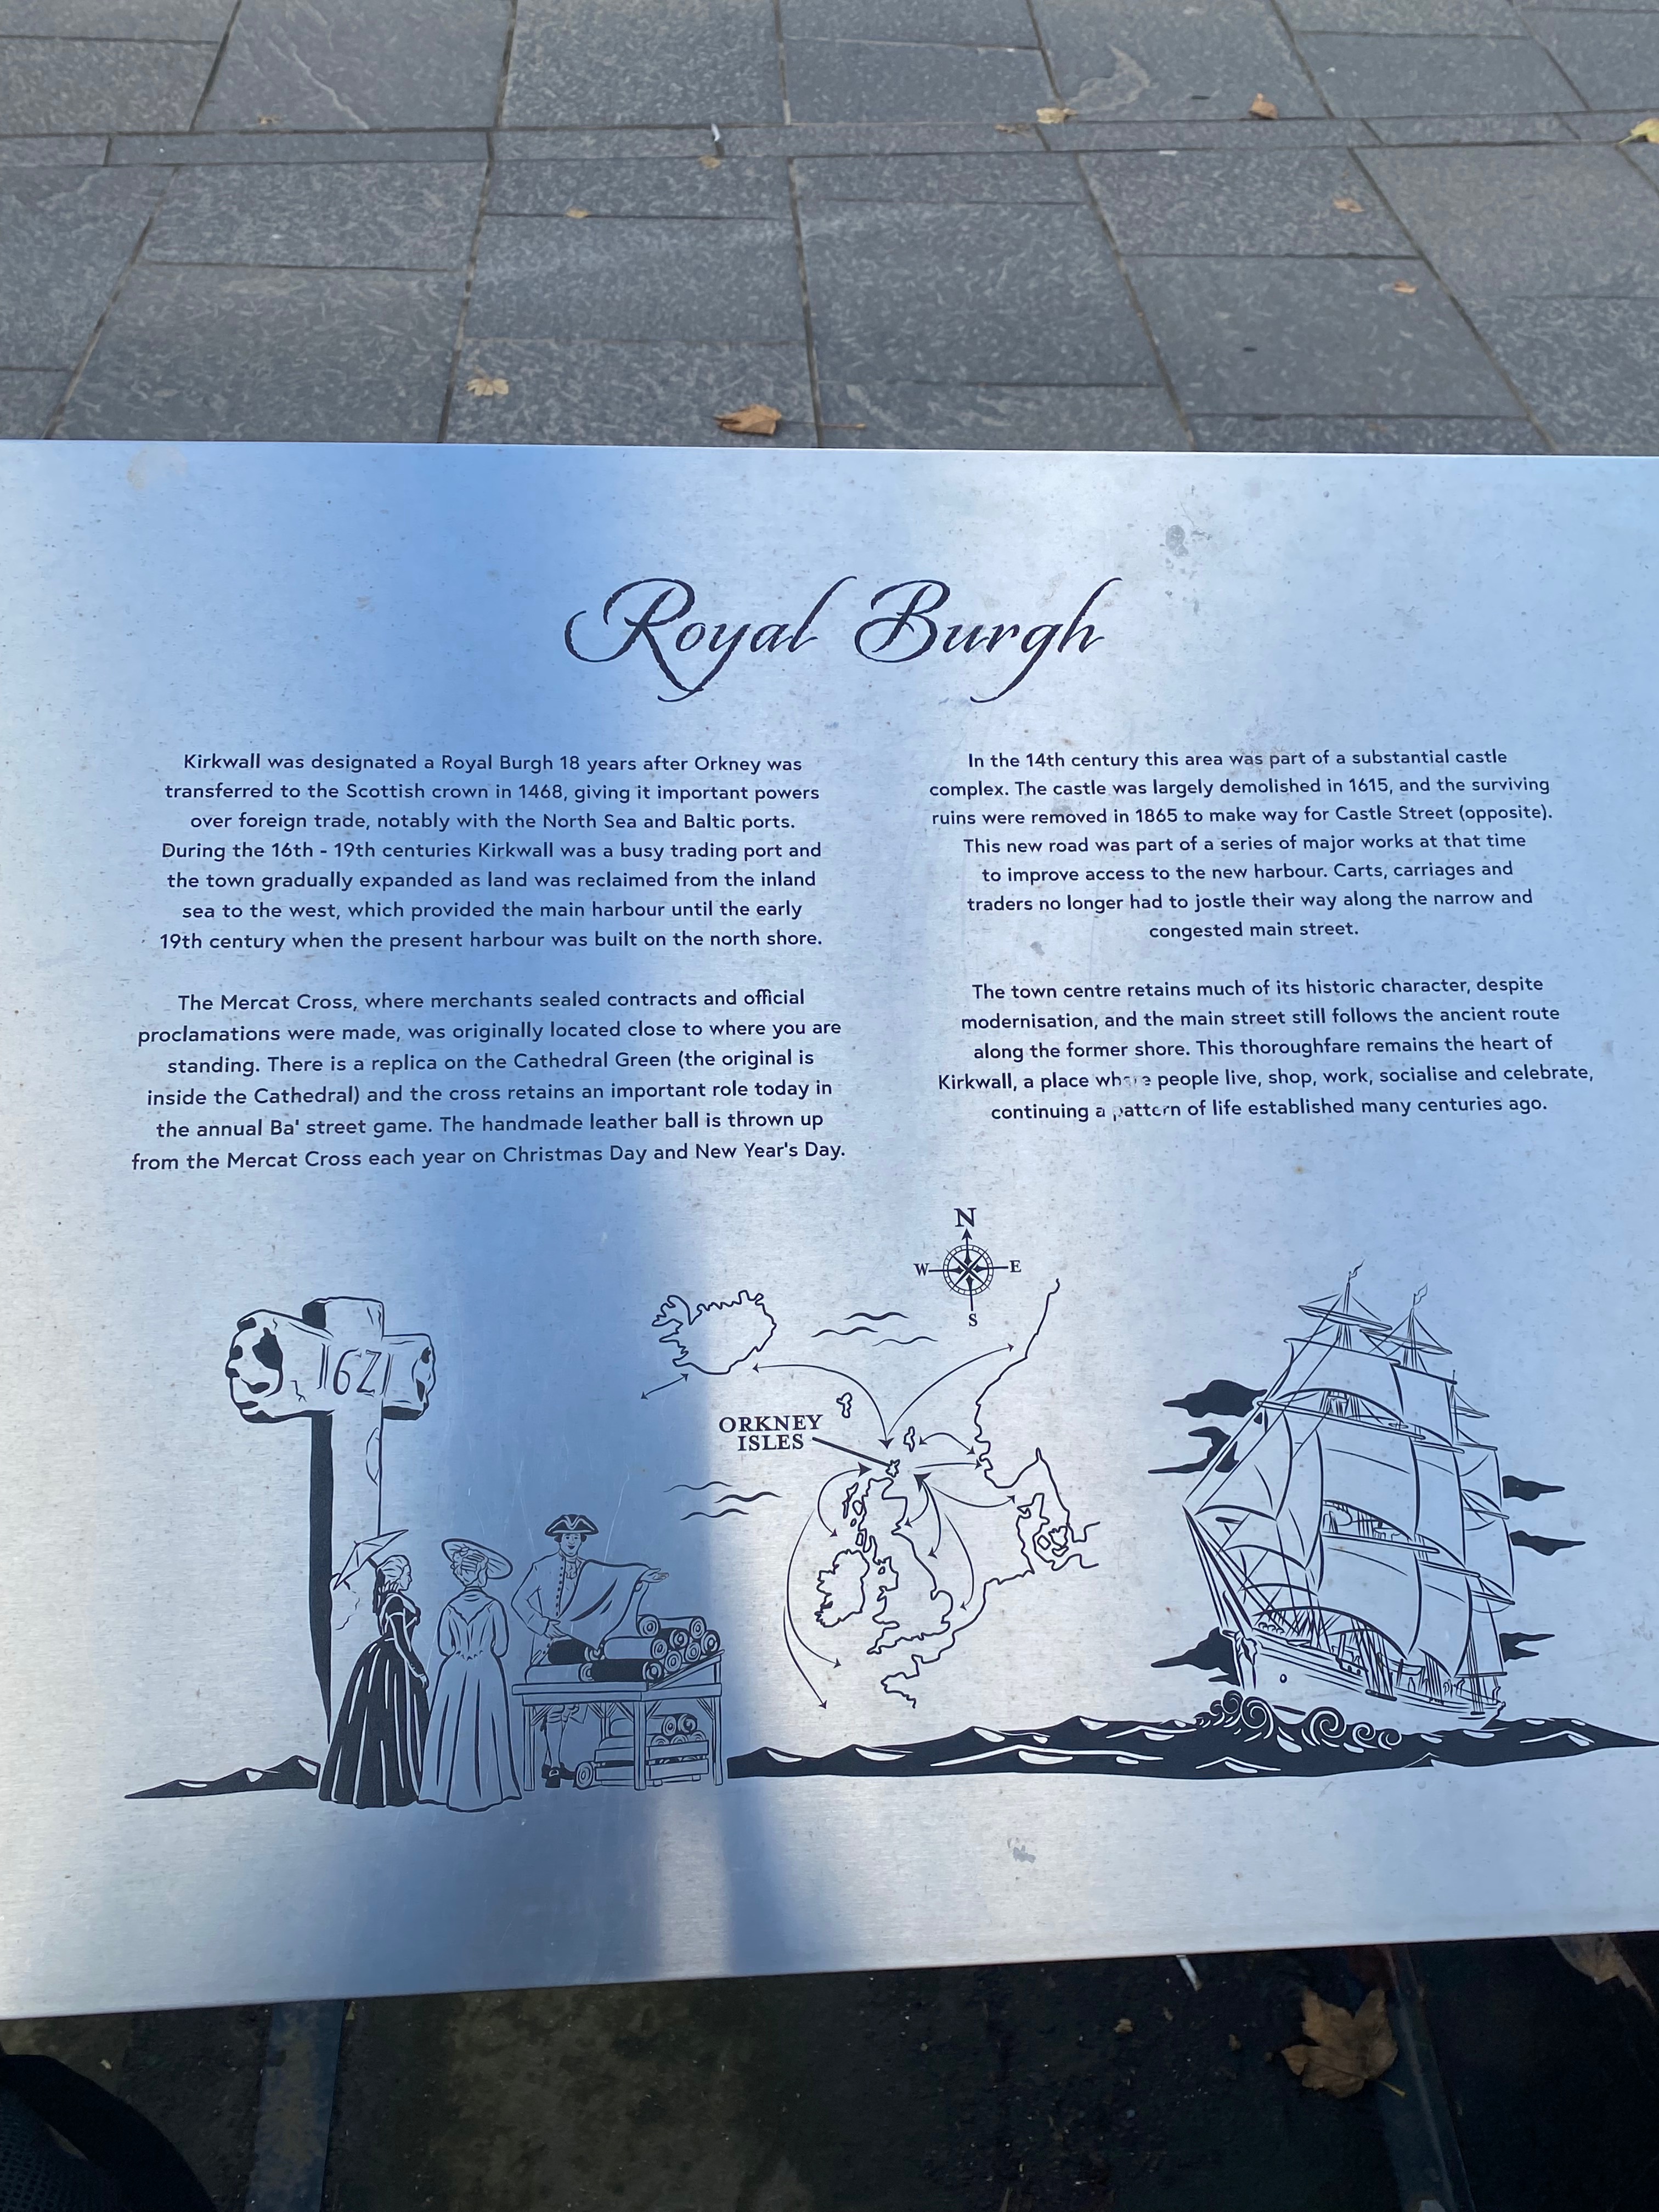 Royal Burgh
Kirkwall was designated a Royal Burgh 18 years after Orkney was
transferred to the Scottish crown in 1468, giving it important powers
over foreign trade, notably with the North Sea and Baltic ports.
During the 16th - 19th centuries Kirkwall was a busy trading port and
the town gradually expanded as land was reclaimed from the inland
sea to the west, which provided the main harbour until the early
19th century when the present harbour was built on the north shore.
The Mercat Cross, where merchants sealed contracts and official
proclamations were made, was originally located close to where you are
standing. There is a replica on the Cathedral Green (the original is
inside the Cathedral) and the cross retains an important role today in
the annual Ba' street game. The handmade leather ball is thrown up
from the Mercat Cross each year on Christmas Day and New Year's Day.
In the 14th century this area was part of a substantial castle
complex. The castle was largely demolished in 1615, and the surviving
ruins were removed in 1865 to make way for Castle Street (opposite).
This new road was part of a series of major works at that time
to improve access to the new harbour. Carts, carriages and
traders no longer had to jostle their way along the narrow and
congested main street.
The town centre retains much of its historic character, despite
modernisation, and the main street still follows the ancient route
along the former shore. This thoroughfare remains the heart of
Kirkwall, a place where people live, shop, work, socialise and celebrate,
continuing a pattern of life established many centuries ago.
N
W E
S
1621
ORKNEY
ISLES